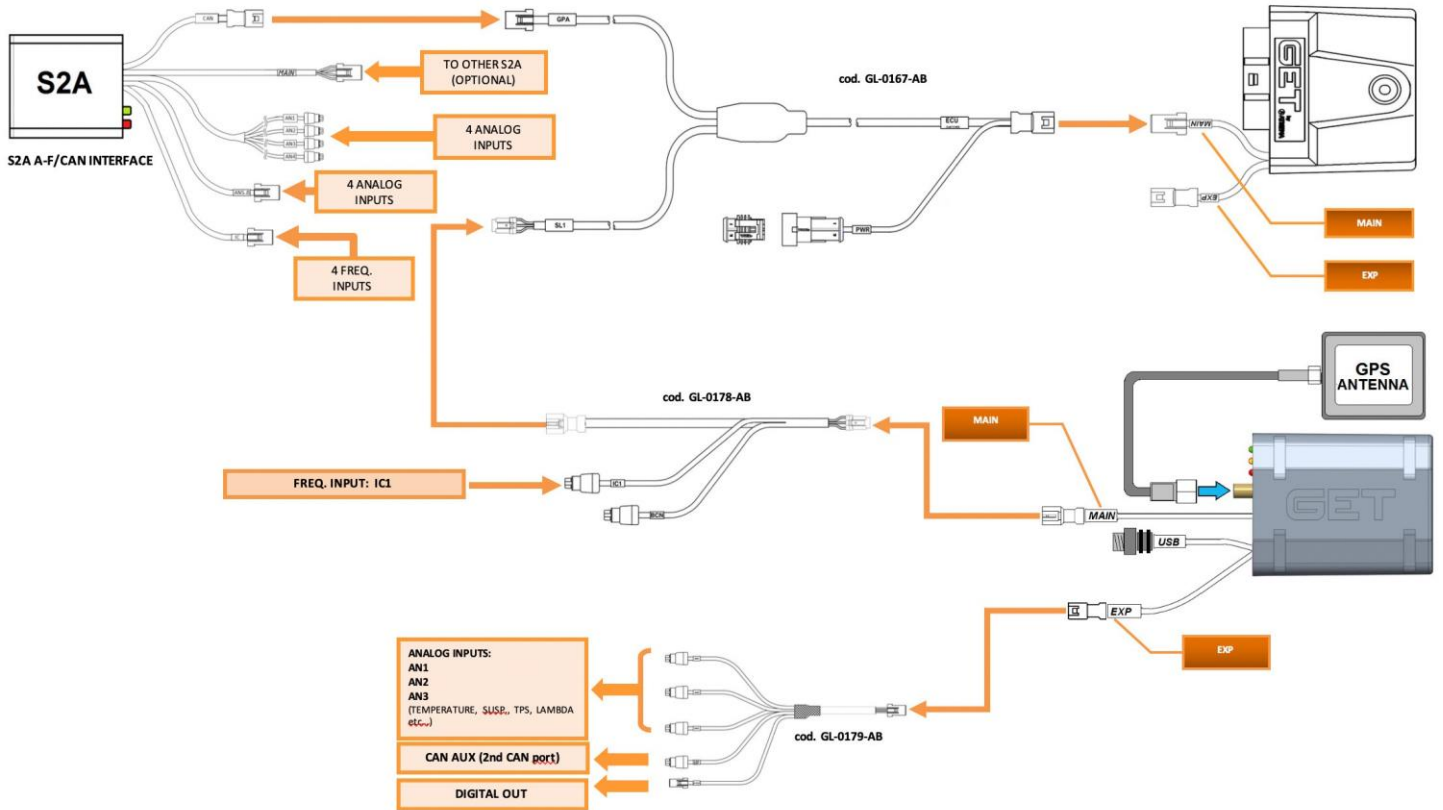 CAN
GPA
S2A
MAIN
TO OTHER S2A
(OPTIONAL)
cod. GL-0167-AB
GET
AN1
AN2
AN3
AN4
4 ANALOG
INPUTS
ECU
MAIN
S2A A-F/CAN INTERFACE
4 ANALOG
INPUTS
EXP
IC
SL1
PWR
MAIN
4 FREQ.
INPUTS
EXP
GPS
ANTENNA
cod. GL-0178-AB
MAIN
FREQ. INPUT: IC1
IC1
BCN
MAIN
GET
USB
EXP
ANALOG INPUTS:
AN1
AN2
AN3
(TEMPERATURE, SUSP., TPS, LAMBDA
etc..)
EXP
cod. GL-0179-AB
CAN AUX (2nd CAN port)
DIGITAL OUT